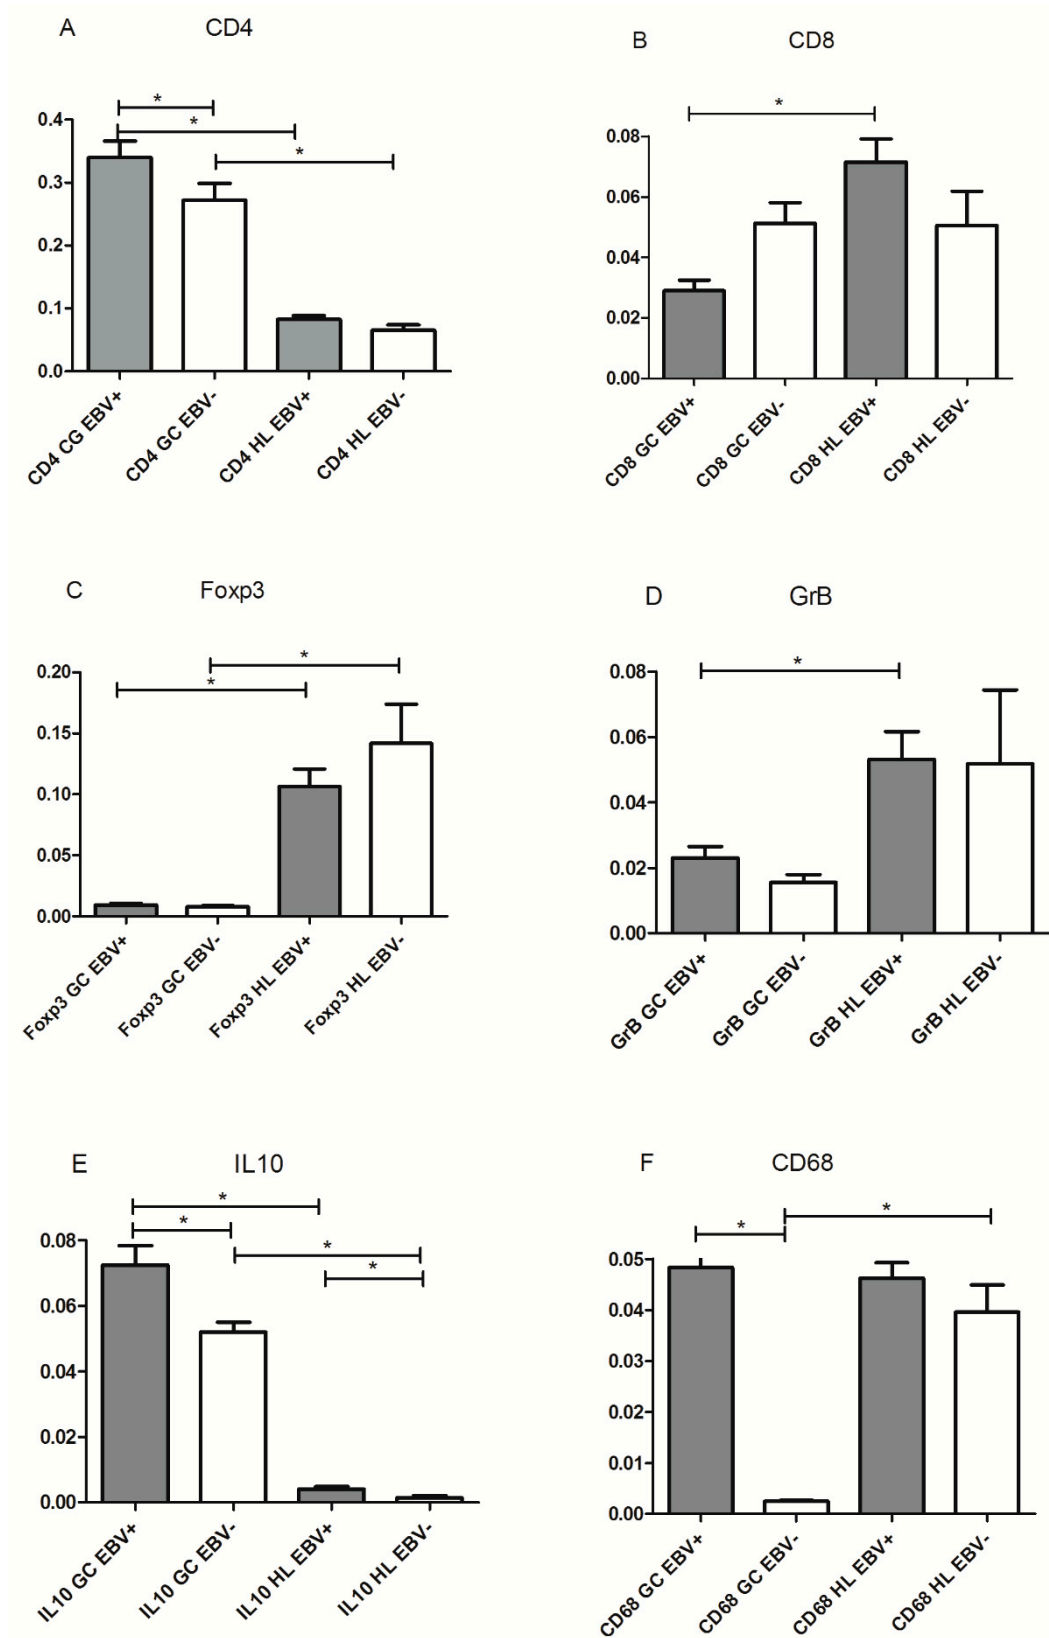 A CD4
*
*
*
0.4
0.3
0.2
0.1
0.0
CD4 CG EBV+
CD4 GC EBV-
CD4 HL EBV+
CD4 HL EBV-
B CD8
*
0.08
0.06
0.04
0.02
0.00
CD8 GC EBV+
CD8 GC EBV-
CD8 HL EBV+
CD8 HL EBV-
C Foxp3
*
*
0.20
0.15
0.10
0.05
0.00
Foxp3 GC EBV+
Foxp3 GC EBV-
Foxp3 HL EBV+
Foxp3 HL EBV-
D GrB
*
0.08
0.06
0.04
0.02
0.00
GrB GC EBV+
GrB GC EBV-
GrB HL EBV+
GrB HL EBV-
E IL10
*
*
*
*
0.08
0.06
0.04
0.02
0.00
IL10 GC EBV+
IL10 GC EBV-
IL10 HL EBV+
IL10 HL EBV-
F CD68
*
*
0.05
0.04
0.03
0.02
0.01
0.00
CD68 GC EBV+
CD68 GC EBV-
CD68 HL EBV+
CD68 HL EBV-